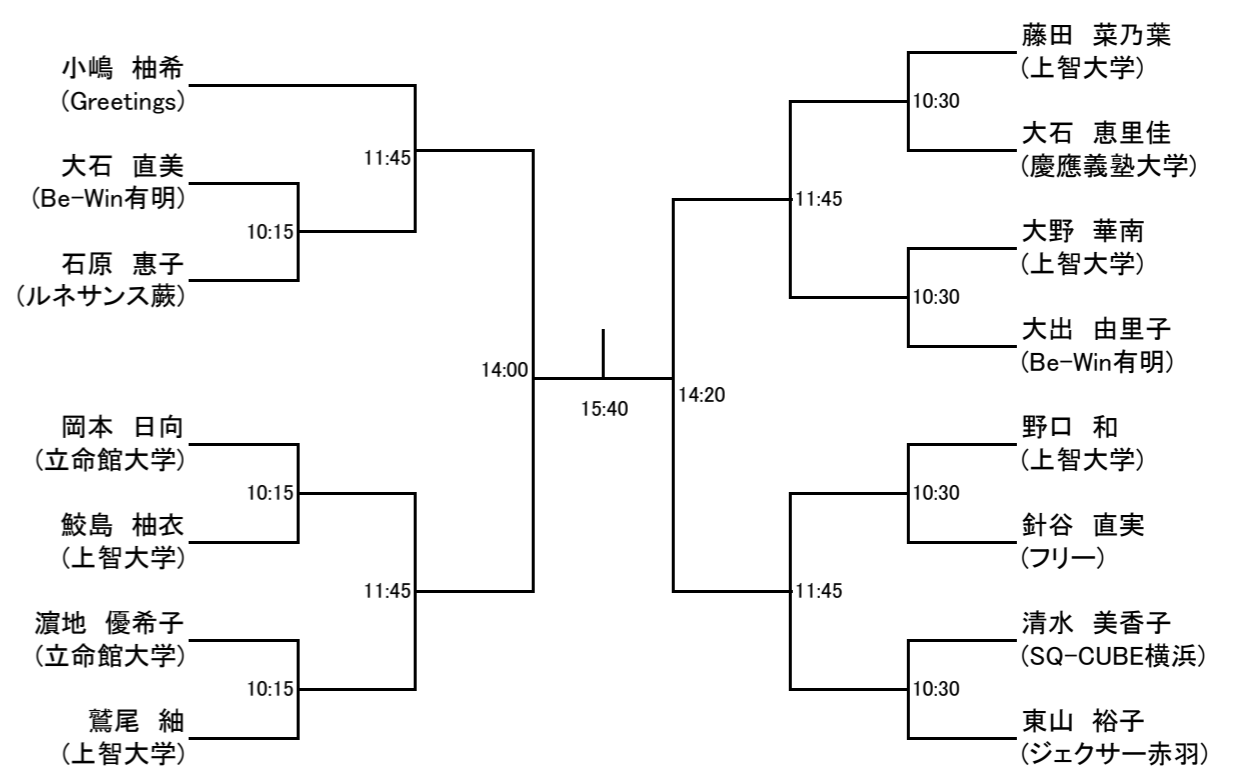 小嶋　柚希
(Greetings)
11:45
大石　直美
(Be-Win有明)
10:15
石原　惠子
(ルネサンス蕨)
14:00
岡本　日向
(立命館大学)
10:15
鮫島　柚衣
(上智大学)
11:45
濵地　優希子
(立命館大学)
10:15
鷲尾　紬
(上智大学)
15:40
藤田　菜乃葉
(上智大学)
10:30
大石　恵里佳
(慶應義塾大学)
11:45
大野　華南
(上智大学)
10:30
大出　由里子
(Be-Win有明)
14:20
野口　和
(上智大学)
10:30
針谷　直実
(フリー)
11:45
清水　美香子
(SQ-CUBE横浜)
10:30
東山　裕子
(ジェクサー赤羽)